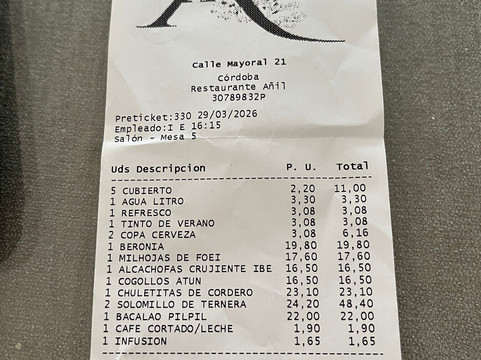 Calle Mayoral 21
Córdoba
Restaurante Añil
30789832P
Preticket:330 29/03/2026
Empleado:I E 16:15
Salón - Mesa 5
Uds Descripcion P. U. Total
5 CUBIERTO 2,20 11,00
1 AGUA LITRO 3,30 3,30
1 REFRESCO 3,08 3,08
1 TINTO DE VERANO 3,08 3,08
2 COPA CERVEZA 3,08 6,16
1 BERONIA 19,80 19,80
1 MILHOJAS DE FOEI 17,60 17,60
1 ALCACHOFAS CRUJIENTE IBE 16,50 16,50
1 COGOLLOS ATUN 16,50 16,50
1 CHULETITAS DE CORDERO 23,10 23,10
2 SOLOMILLO DE TERNERA 24,20 48,40
1 BACALAO PILPIL 22,00 22,00
1 CAFE CORTADO/LECHE 1,90 1,90
1 INFUSION 1,65 1,65